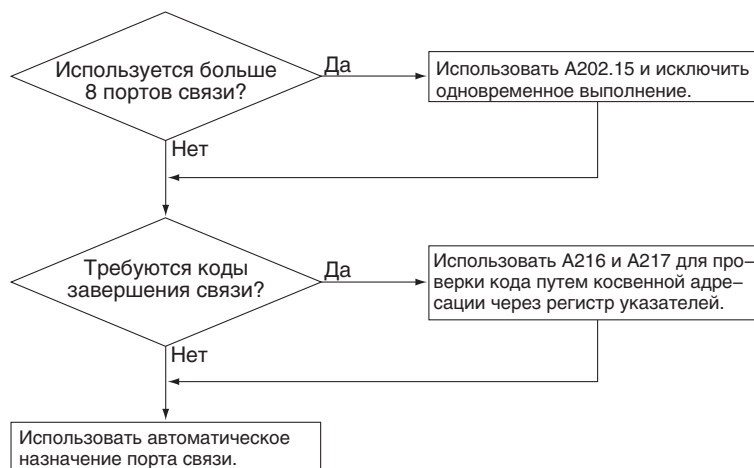 Используется больше
8 портов связи?
Да
Использовать A202.15 и исключить
одновременное выполнение.
Нет
Требуются коды
завершения связи?
Да
Использовать A216 и A217 для про–
верки кода путем косвенной адре–
сации через регистр указателей.
Нет
Использовать автоматическое
назначение порта связи.